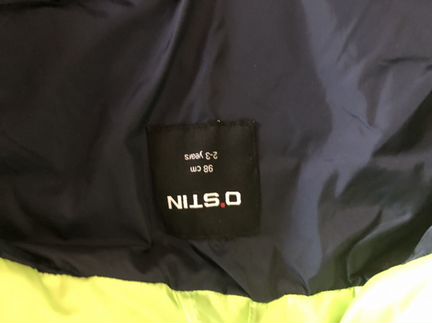 O'STIN
98 cm
2-3 years